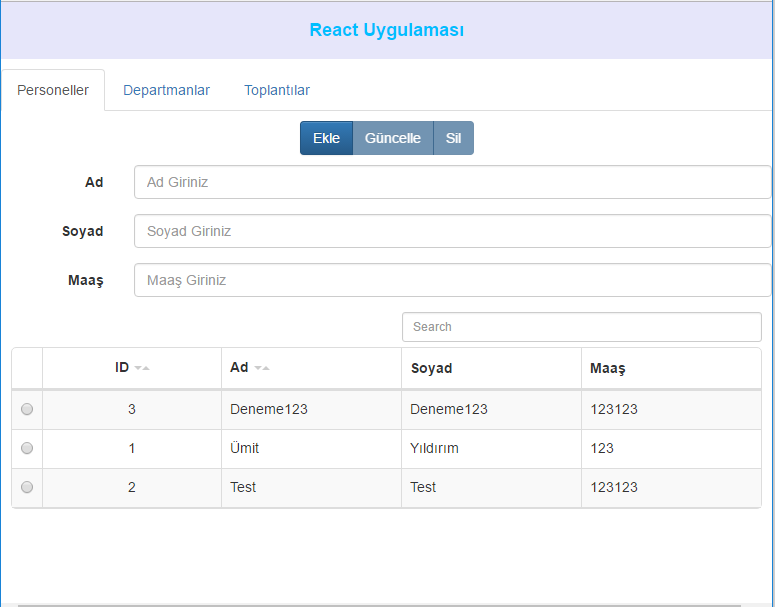 React Uygulaması
Personeller Departmanlar Toplantılar
Ekle Güncelle Sil
Ad Ad Giriniz
Soyad Soyad Giriniz
Maaş Maaş Giriniz
Search
ID Ad Soyad Maaş
3 Deneme123 Deneme123 123123
1 Ümit Yıldırım 123
2 Test Test 123123